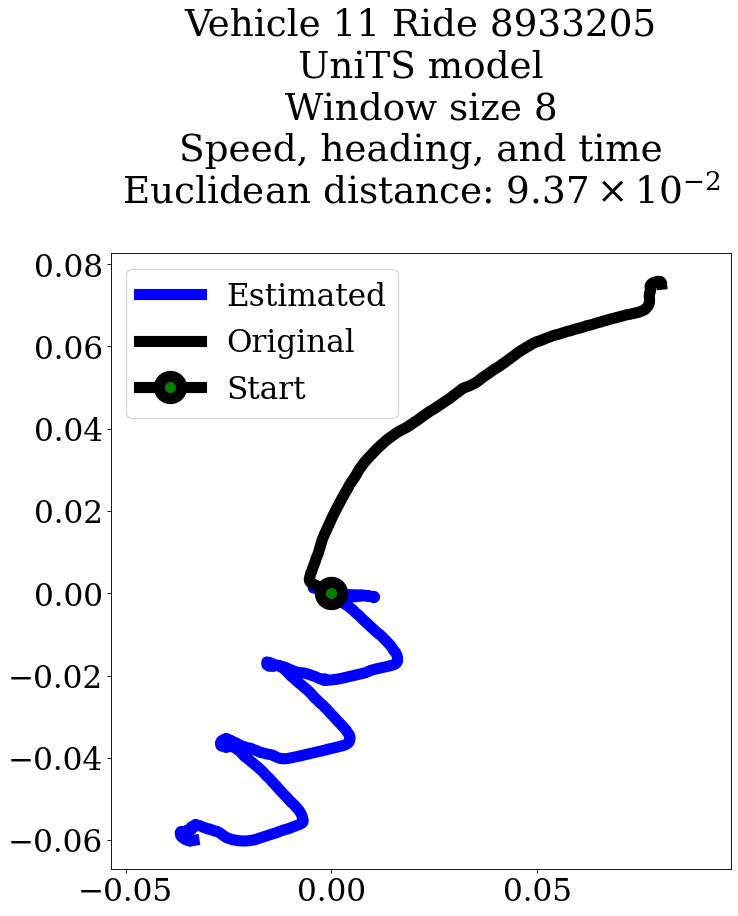 Vehicle 11 Ride 8933205
UniTS model
Window size 8
Speed, heading, and time
Euclidean distance: 9.37 × 10⁻²
Estimated
Original
Start
0.08
0.06
0.04
0.02
0.00
−0.02
−0.04
−0.06
−0.05 0.00 0.05